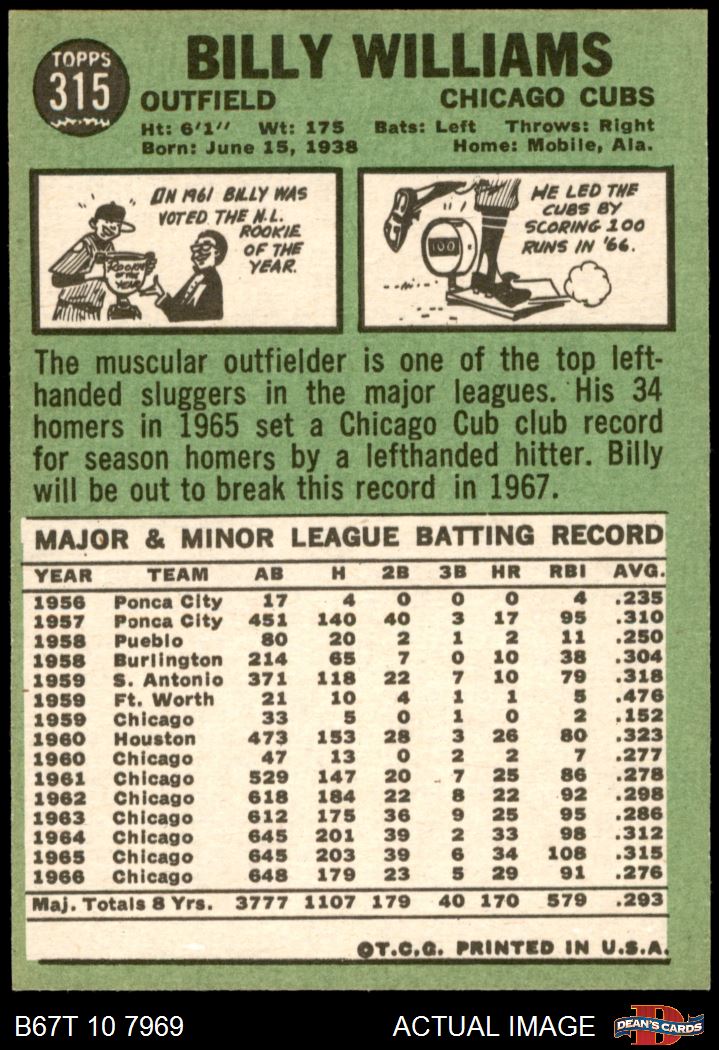 TOPPS
315
BILLY WILLIAMS
OUTFIELD CHICAGO CUBS
Ht: 6'1" Wt: 175 Bats: Left Throws: Right
Born: June 15, 1938 Home: Mobile, Ala.
IN 1961 BILLY WAS
VOTED THE N.L.
ROOKIE
OF THE
YEAR.
ROOKIE
OF THE
YEAR
HE LED THE
CUBS BY
SCORING 100
RUNS IN '66.
100
The muscular outfielder is one of the top left-
handed sluggers in the major leagues. His 34
homers in 1965 set a Chicago Cub club record
for season homers by a lefthanded hitter. Billy
will be out to break this record in 1967.
MAJOR & MINOR LEAGUE BATTING RECORD
YEAR TEAM AB H 2B 3B HR RBI AVG.
1956 Ponca City 17 4 0 0 0 4 .235
1957 Ponca City 451 140 40 3 17 95 .310
1958 Pueblo 80 20 2 1 2 11 .250
1958 Burlington 214 65 7 0 10 38 .304
1959 S. Antonio 371 118 22 7 10 79 .318
1959 Ft. Worth 21 10 4 1 1 5 .476
1959 Chicago 33 5 0 1 0 2 .152
1960 Houston 473 153 28 3 26 80 .323
1960 Chicago 47 13 0 2 2 7 .277
1961 Chicago 529 147 20 7 25 86 .278
1962 Chicago 618 184 22 8 22 92 .298
1963 Chicago 612 175 36 9 25 95 .286
1964 Chicago 645 201 39 2 33 98 .312
1965 Chicago 645 203 39 6 34 108 .315
1966 Chicago 648 179 23 5 29 91 .276
Maj. Totals 8 Yrs. 3777 1107 179 40 170 579 .293
©T.C.G. PRINTED IN U.S.A.
B67T 10 7969 ACTUAL IMAGE DEAN'S CARDS